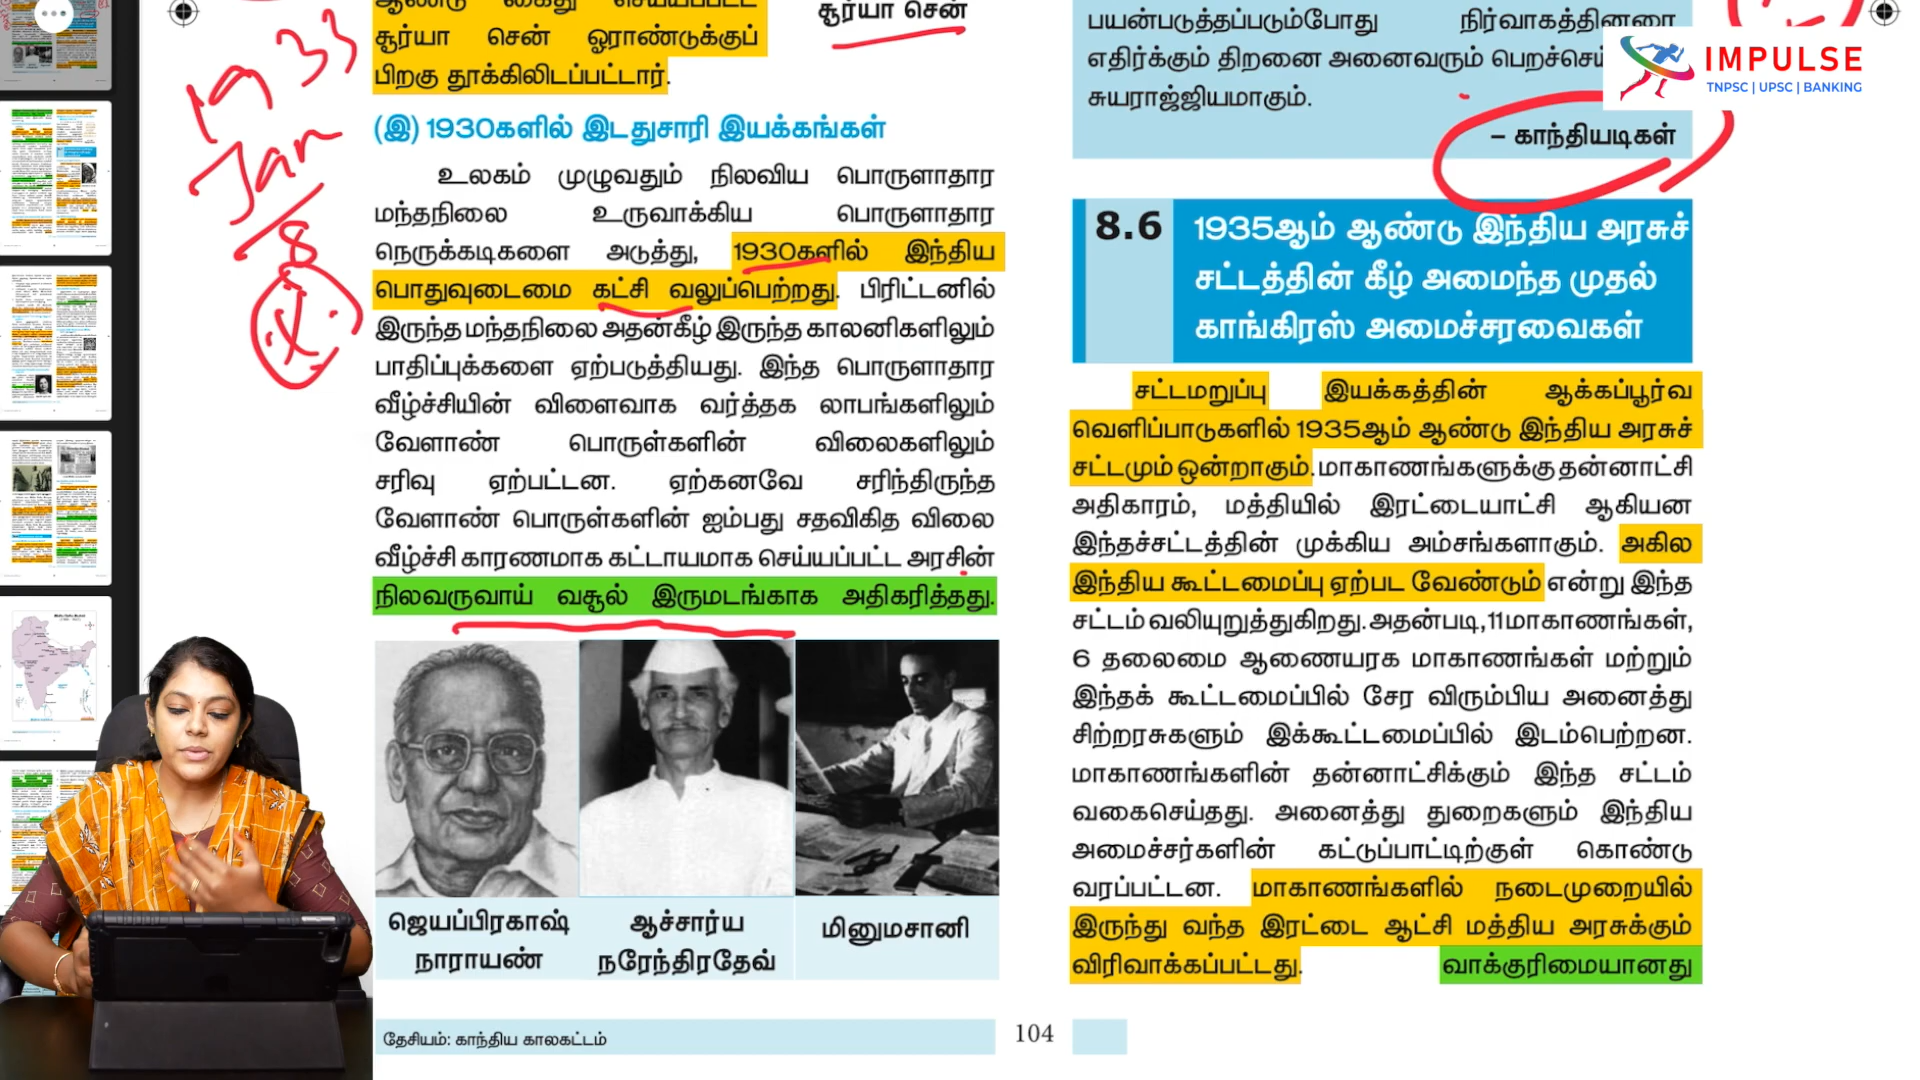 சூர்யா சென்
சூர்யா சென் ஓராண்டுக்குப்
பிறகு தூக்கிலிடப்பட்டார்.
(இ) 1930களில் இடதுசாரி இயக்கங்கள்
உலகம் முழுவதும் நிலவிய பொருளாதார
மந்தநிலை உருவாக்கிய பொருளாதார
நெருக்கடிகளை அடுத்து, 1930களில் இந்திய
பொதுவுடைமை கட்சி வலுப்பெற்றது. பிரிட்டனில்
இருந்த மந்தநிலை அதன்கீழ் இருந்த காலனிகளிலும்
பாதிப்புக்களை ஏற்படுத்தியது. இந்த பொருளாதார
வீழ்ச்சியின் விளைவாக வர்த்தக லாபங்களிலும்
வேளாண் பொருள்களின் விலைகளிலும்
சரிவு ஏற்பட்டன. ஏற்கனவே சரிந்திருந்த
வேளாண் பொருள்களின் ஐம்பது சதவிகித விலை
வீழ்ச்சி காரணமாக கட்டாயமாக செய்யப்பட்ட அரசின்
நிலவருவாய் வசூல் இருமடங்காக அதிகரித்தது.
ஜெயப்பிரகாஷ்
நாராயண்
ஆச்சார்ய
நரேந்திரதேவ்
மினுமசானி
தேசியம்: காந்திய காலகட்டம்
104
1933
Jan
8
பயன்படுத்தப்படும்போது நிர்வாகத்தினரை
எதிர்க்கும் திறனை அனைவரும்
சுயராஜ்ஜியமாகும்.
– காந்தியடிகள்
IMPULSE
TNPSC | UPSC | BANKING
8.6 1935ஆம் ஆண்டு இந்திய அரசுச்
சட்டத்தின் கீழ் அமைந்த முதல்
காங்கிரஸ் அமைச்சரவைகள்
சட்டமறுப்பு இயக்கத்தின் ஆக்கப்பூர்வ
வெளிப்பாடுகளில் 1935ஆம் ஆண்டு இந்திய அரசுச்
சட்டமும் ஒன்றாகும். மாகாணங்களுக்கு தன்னாட்சி
அதிகாரம், மத்தியில் இரட்டையாட்சி ஆகியன
இந்தச்சட்டத்தின் முக்கிய அம்சங்களாகும். அகில
இந்திய கூட்டமைப்பு ஏற்பட வேண்டும் என்று இந்த
சட்டம் வலியுறுத்துகிறது. அதன்படி, 11 மாகாணங்கள்,
6 தலைமை ஆணையரக மாகாணங்கள் மற்றும்
இந்தக் கூட்டமைப்பில் சேர விரும்பிய அனைத்து
சிற்றரசுகளும் இக்கூட்டமைப்பில் இடம்பெற்றன.
மாகாணங்களின் தன்னாட்சிக்கும் இந்த சட்டம்
வகைசெய்தது. அனைத்து துறைகளும் இந்திய
அமைச்சர்களின் கட்டுப்பாட்டிற்குள் கொண்டு
வரப்பட்டன. மாகாணங்களில் நடைமுறையில்
இருந்து வந்த இரட்டை ஆட்சி மத்திய அரசுக்கும்
விரிவாக்கப்பட்டது. வாக்குரிமையானது